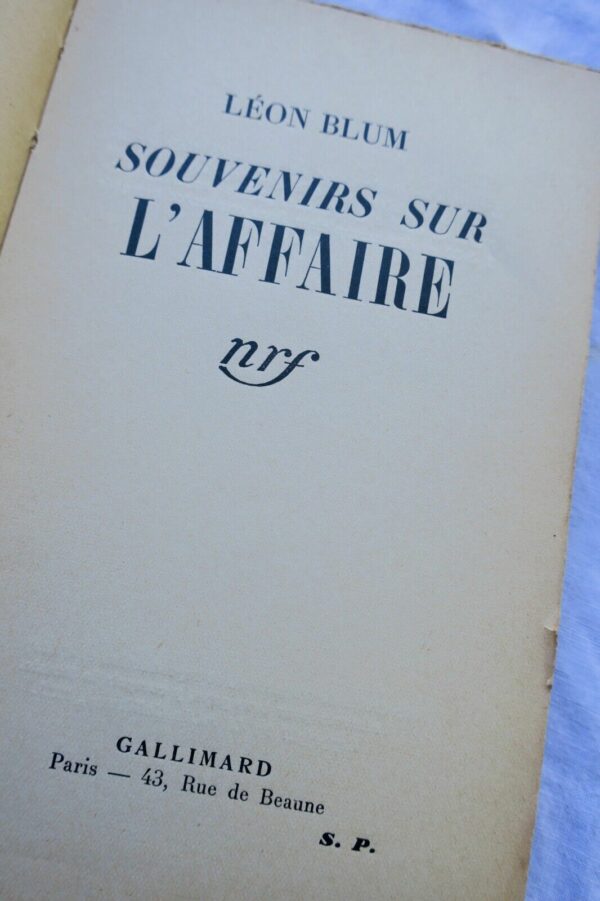 LÉON BLUM
SOUVENIRS SUR
L'AFFAIRE
nrf
GALLIMARD
Paris — 43, Rue de Beaune
S. P.